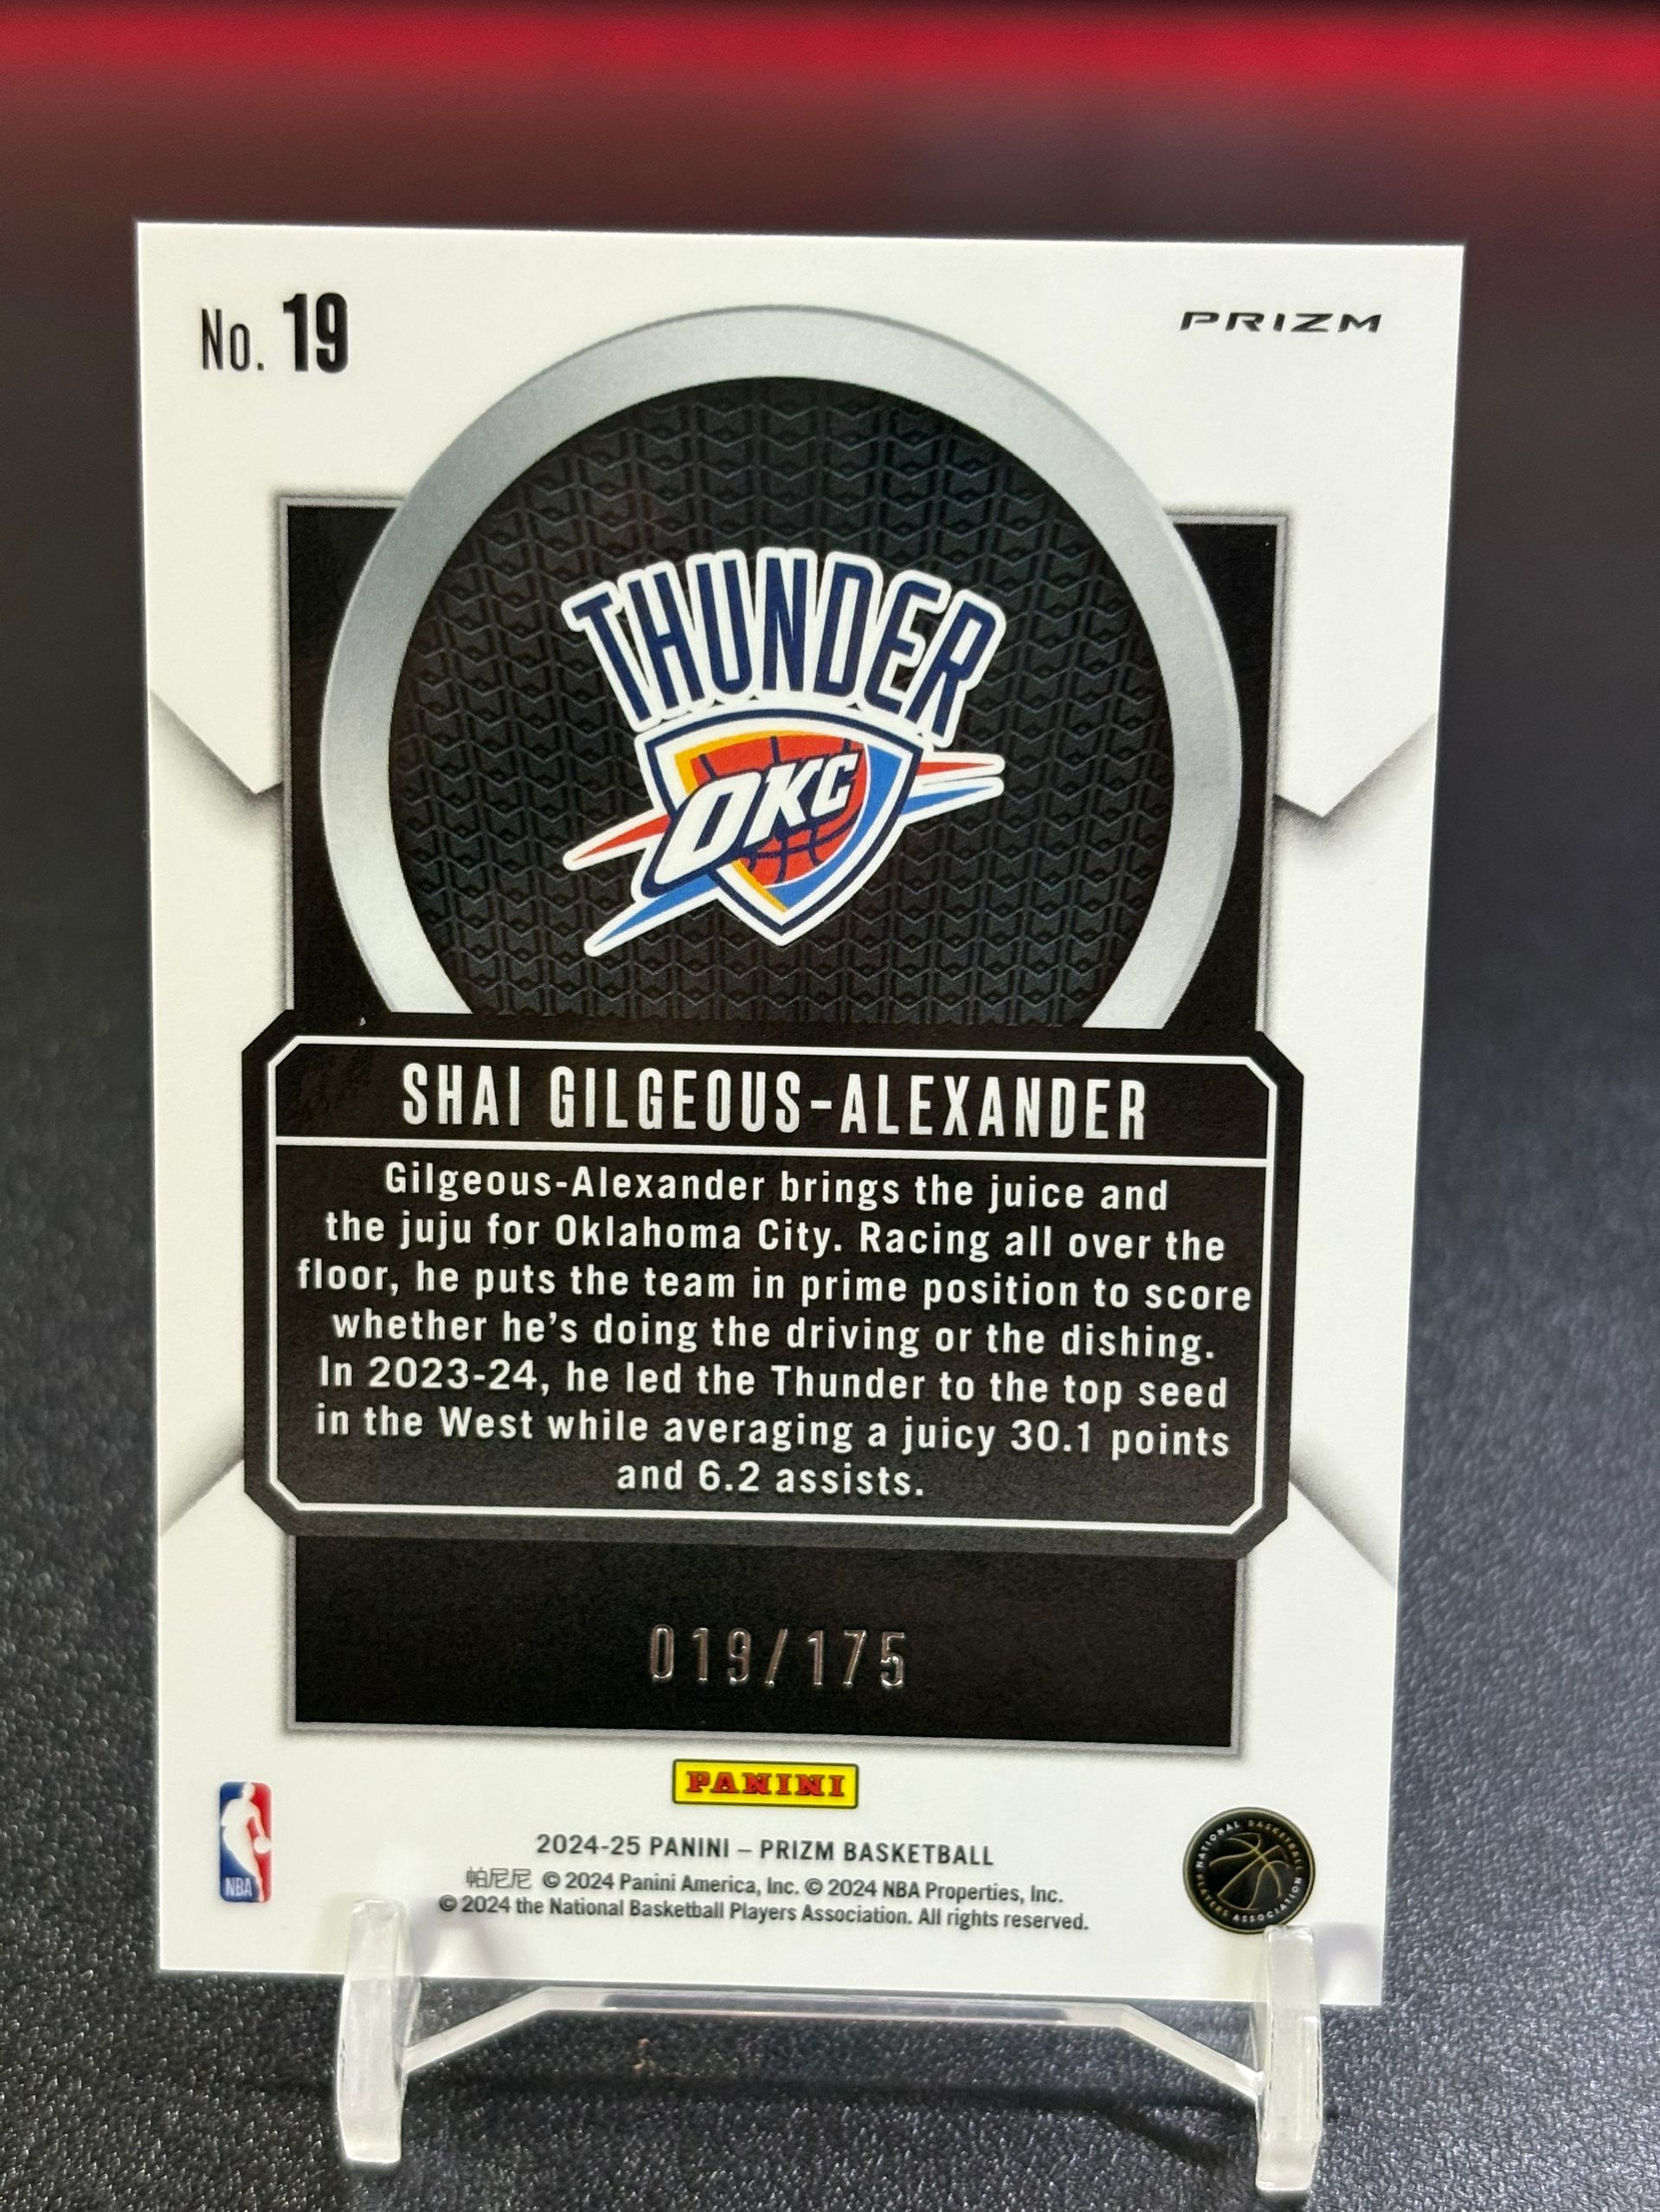 No. 19
PRIZM
THUNDER
OKC
SHAI GILGEOUS-ALEXANDER
Gilgeous-Alexander brings the juice and
the juju for Oklahoma City. Racing all over the
floor, he puts the team in prime position to score
whether he's doing the driving or the dishing.
In 2023-24, he led the Thunder to the top seed
in the West while averaging a juicy 30.1 points
and 6.2 assists.
019/175
PANINI
NBA
2024-25 PANINI – PRIZM BASKETBALL
帕尼尼 © 2024 Panini America, Inc. © 2024 NBA Properties, Inc.
© 2024 the National Basketball Players Association. All rights reserved.
NATIONAL BASKETBALL
PLAYERS ASSOCIATION